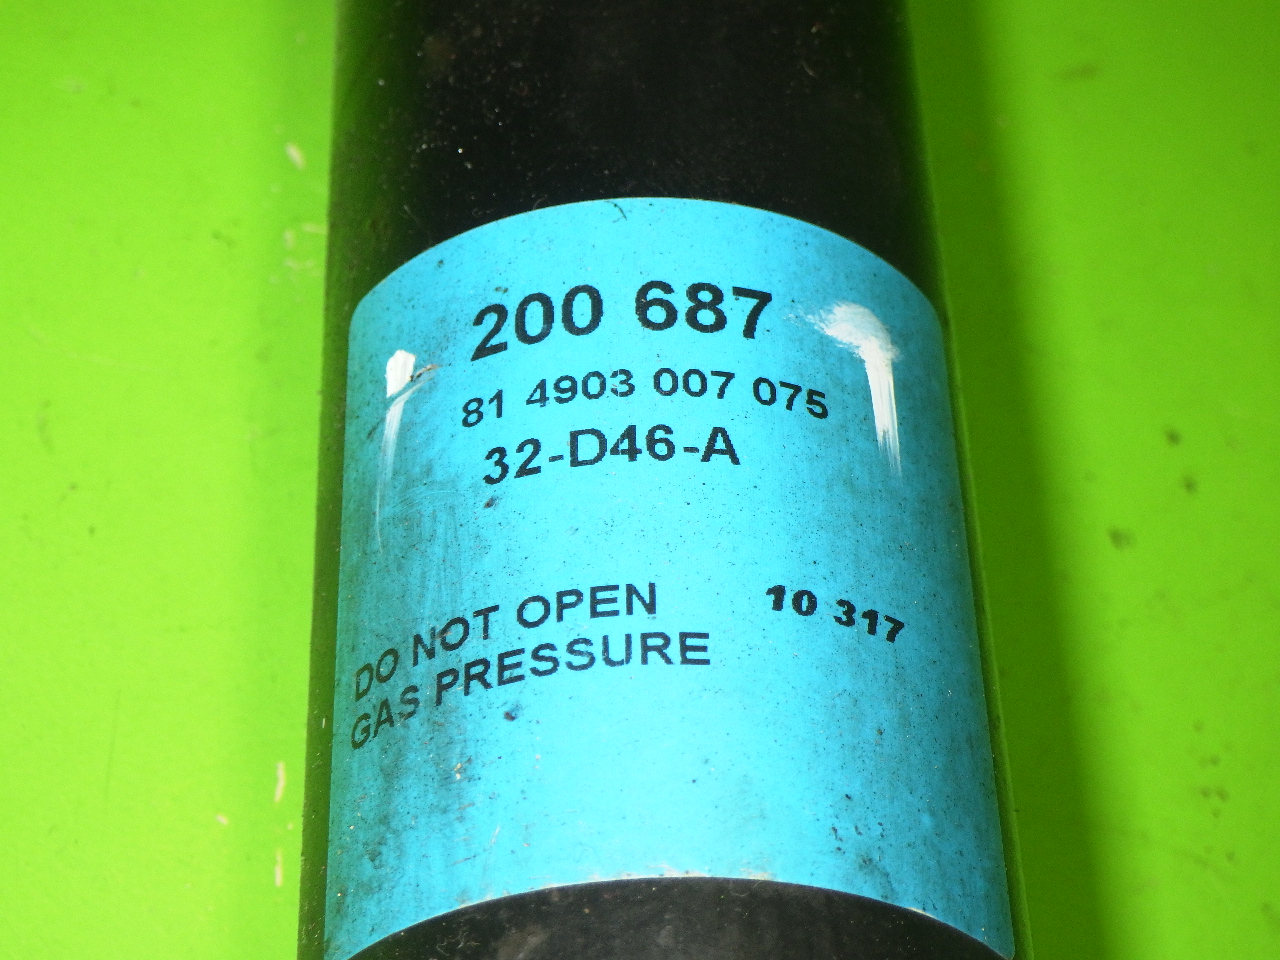 200 687
81 4903 007 075
32-D46-A
DO NOT OPEN
GAS PRESSURE
10 317